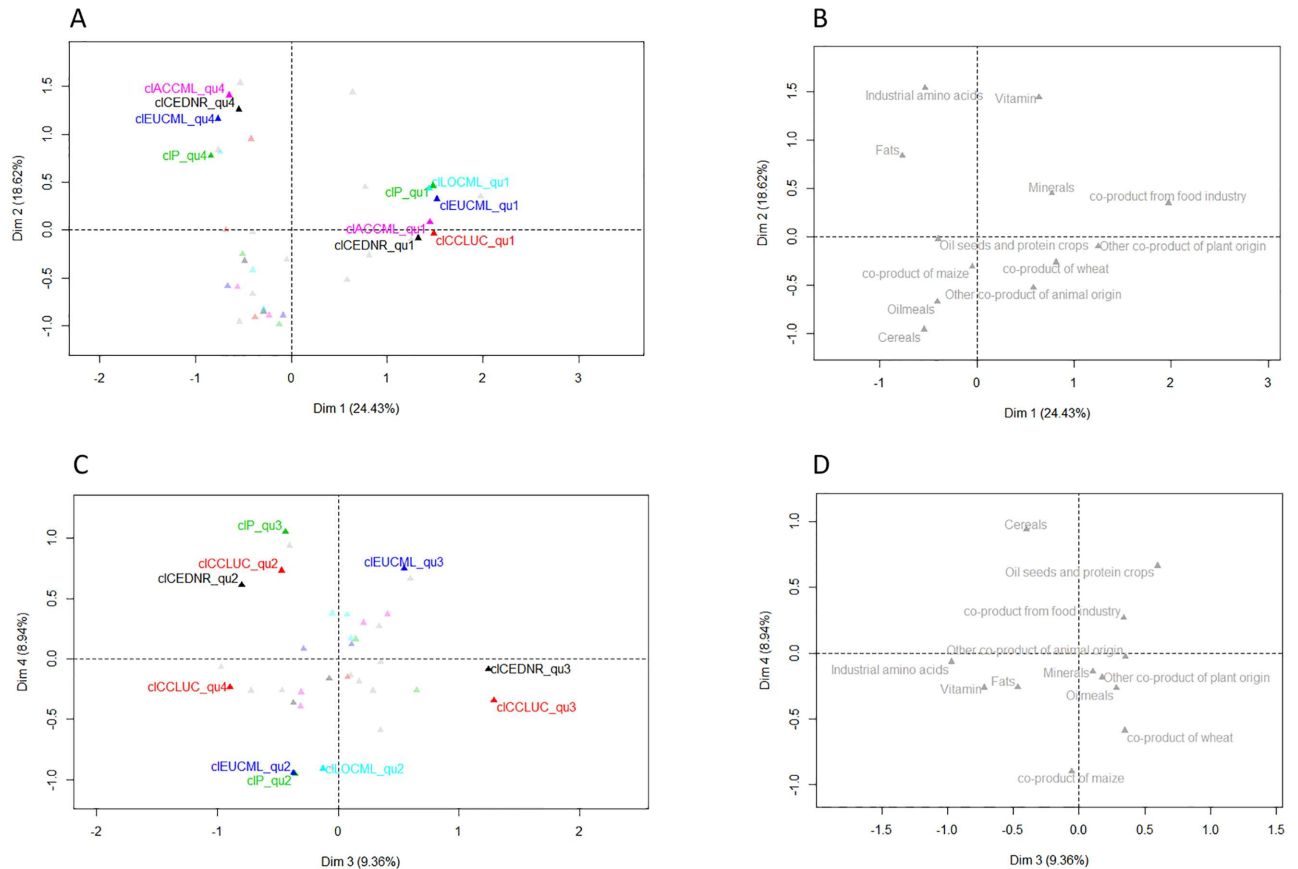 A
B
1.5
1.0
0.5
0.0
-0.5
-1.0
Dim 2 (18.62%)
clACCML_qu4
clCEDNR_qu4
clEUCML_qu4
clP_qu4
clP_qu1
clLOCML_qu1
clEUCML_qu1
clACCML_qu1
clCEDNR_qu1
clCCLUC_qu1
-2
-1
0
1
2
3
Dim 1 (24.43%)
1.5
1.0
0.5
0.0
-0.5
-1.0
Dim 2 (18.62%)
Industrial amino acids
Vitamin
Fats
Minerals
co-product from food industry
Oil seeds and protein crops
Other co-product of plant origin
co-product of maize
co-product of wheat
Other co-product of animal origin
Oilmeals
Cereals
-1
0
1
2
3
Dim 1 (24.43%)
C
D
1.0
0.5
0.0
-0.5
-1.0
Dim 4 (8.94%)
clP_qu3
clCCLUC_qu2
clCEDNR_qu2
clEUCML_qu3
clCEDNR_qu3
clCCLUC_qu4
clCCLUC_qu3
clEUCML_qu2
clLOCML_qu2
clP_qu2
-2
-1
0
1
2
Dim 3 (9.36%)
1.0
0.5
0.0
-0.5
-1.0
Dim 4 (8.94%)
Cereals
Oil seeds and protein crops
co-product from food industry
Other co-product of animal origin
Industrial amino acids
Minerals
Vitamin
Fats
Other co-product of plant origin
Oilmeals
co-product of wheat
co-product of maize
-1.5
-1.0
-0.5
0.0
0.5
1.0
1.5
Dim 3 (9.36%)